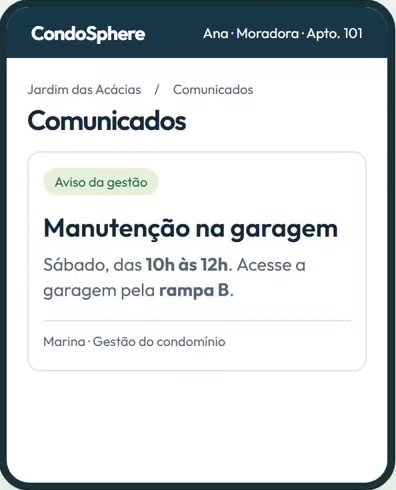 CondoSphere
Ana · Moradora · Apto. 101
Jardim das Acácias / Comunicados
Comunicados
Aviso da gestão
Manutenção na garagem
Sábado, das 10h às 12h. Acesse a
garagem pela rampa B.
Marina · Gestão do condomínio